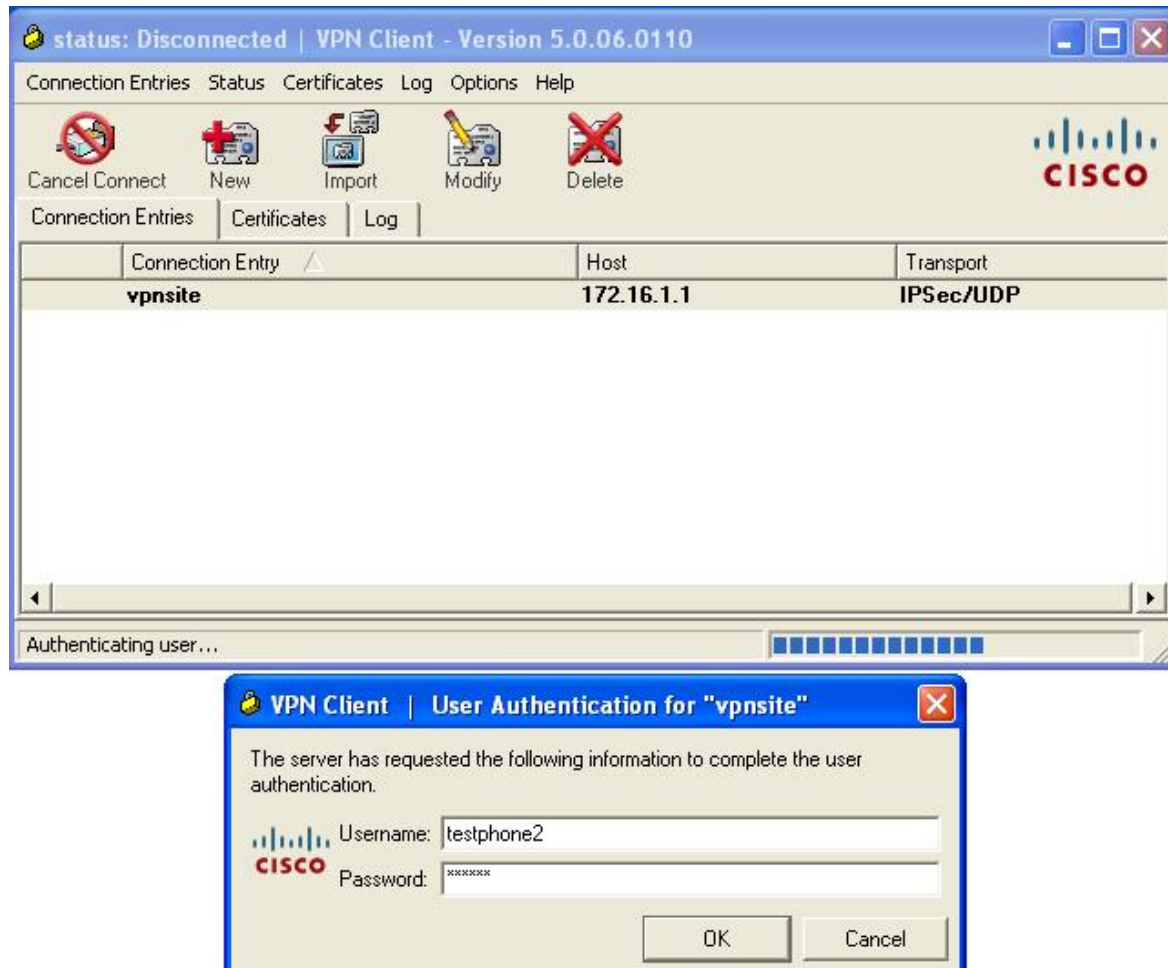 status: Disconnected | VPN Client - Version 5.0.06.0110
Connection Entries Status Certificates Log Options Help
Cancel Connect New Import Modify Delete
CISCO
Connection Entries Certificates Log
Connection Entry Host Transport
vpnsite 172.16.1.1 IPSec/UDP
Authenticating user...
VPN Client | User Authentication for "vpnsite"
The server has requested the following information to complete the user
authentication.
CISCO
Username: testphone2
Password: ******
OK Cancel